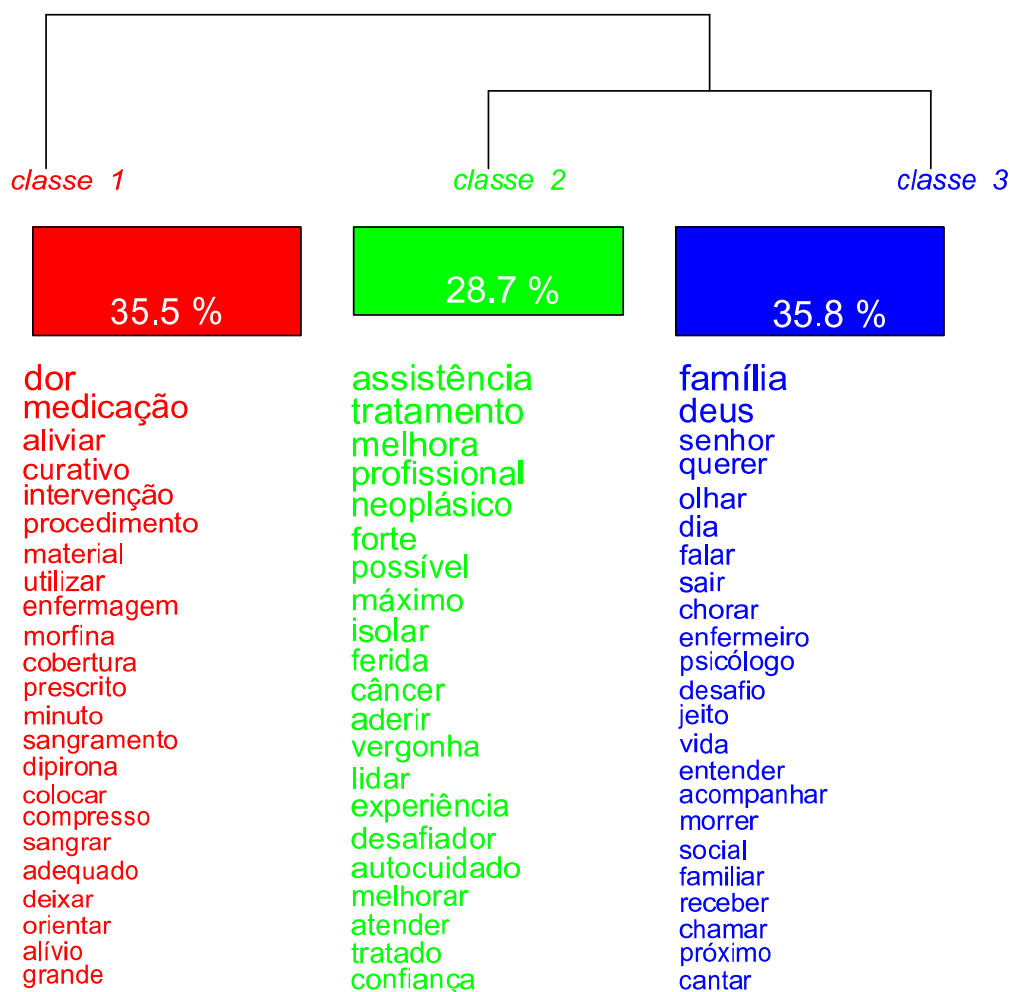 classe 1
classe 2
classe 3
35.5 %
28.7 %
35.8 %
dor
medicação
aliviar
curativo
intervenção
procedimento
material
utilizar
enfermagem
morfina
cobertura
prescrito
minuto
sangramento
dipirona
colocar
compresso
sangrar
adequado
deixar
orientar
alívio
grande
assistência
tratamento
melhora
profissional
neoplásico
forte
possível
máximo
isolar
ferida
câncer
aderir
vergonha
lidar
experiência
desafiador
autocuidado
melhorar
atender
tratado
confiança
família
deus
senhor
querer
olhar
dia
falar
sair
chorar
enfermeiro
psicólogo
desafio
jeito
vida
entender
acompanhar
morrer
social
familiar
receber
chamar
próximo
cantar